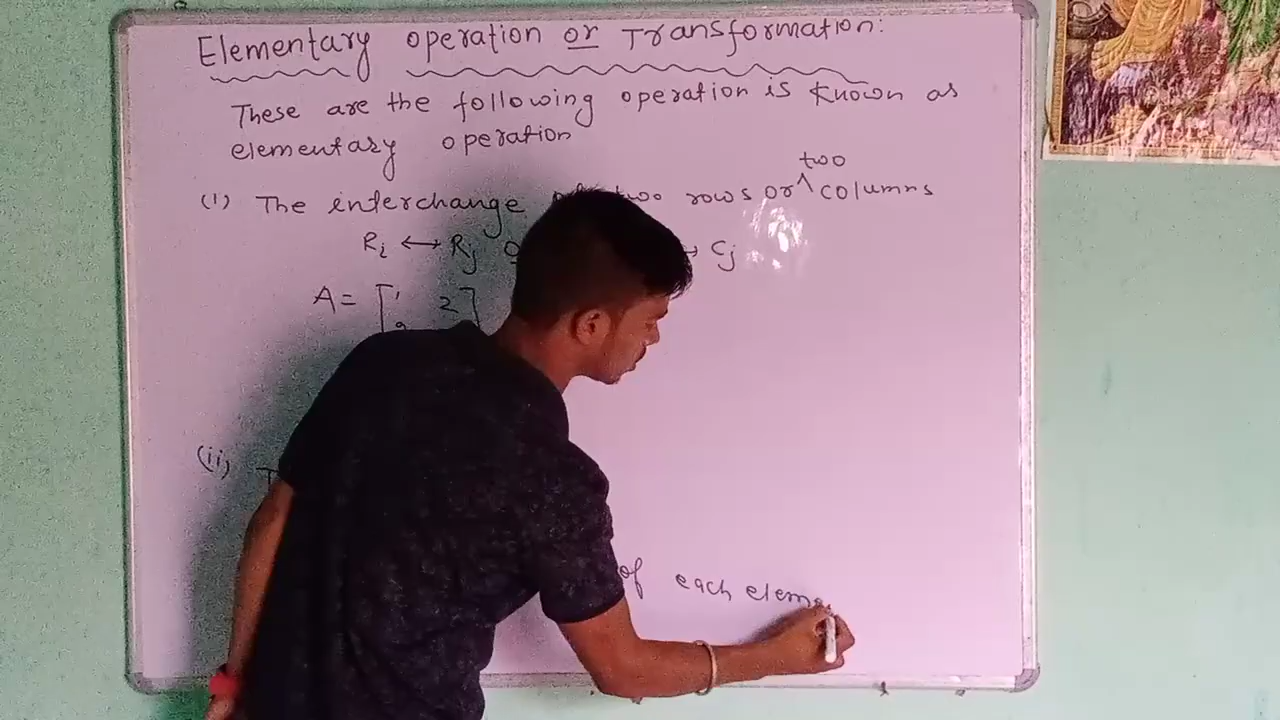 Elementary operation or Transformation:
These are the following operation is known as
elementary operation
two
(i) The interchange two rows or ^ columns
Ri ↔ Rj Cj
A = [1 2]
(ii)
of each eleme